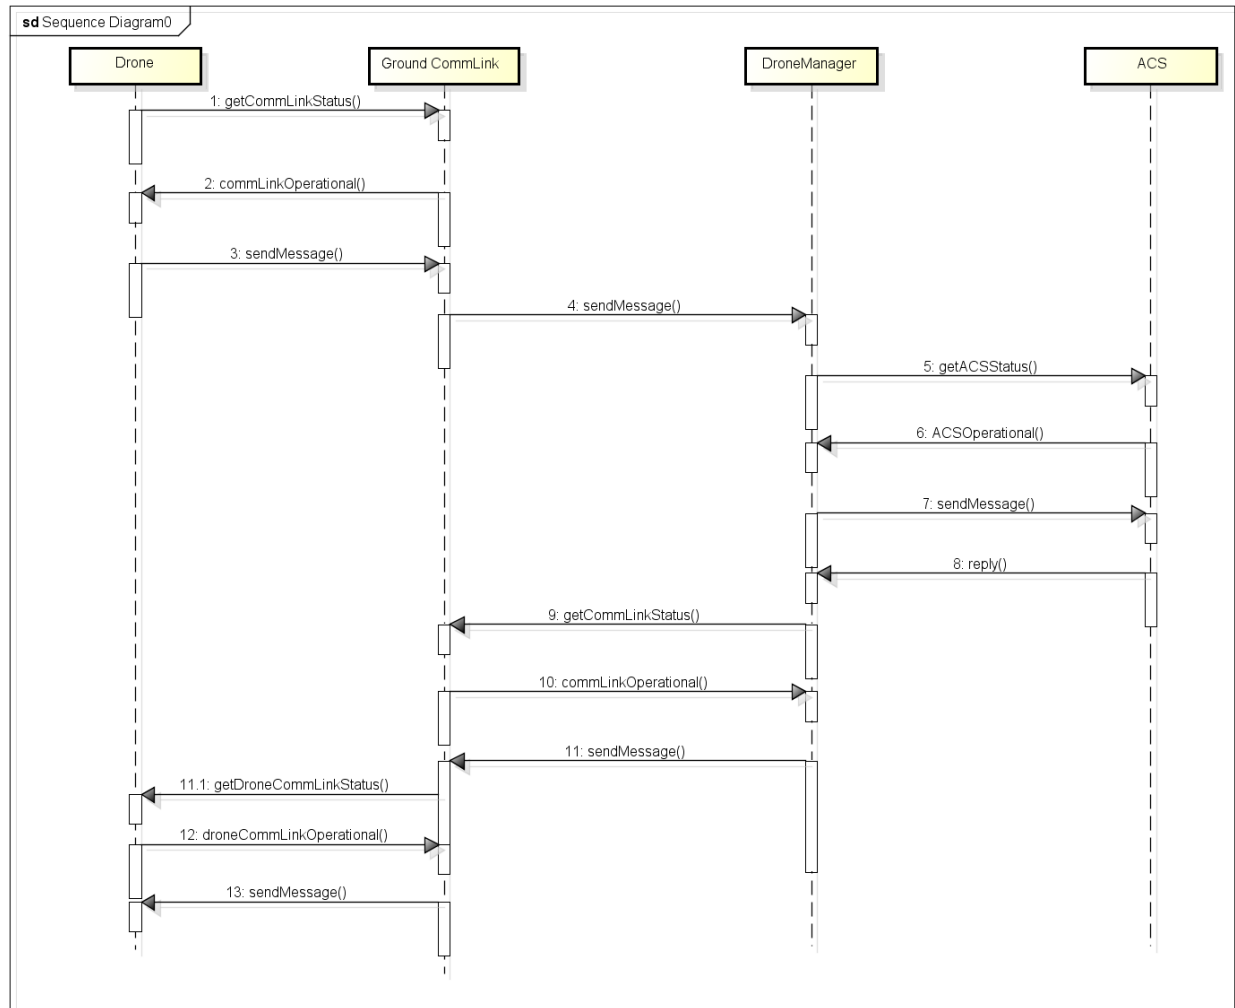 sd Sequence Diagram0
Drone
Ground CommLink
DroneManager
ACS
1: getCommLinkStatus()
2: commLinkOperational()
3: sendMessage()
4: sendMessage()
5: getACSStatus()
6: ACSOperational()
7: sendMessage()
8: reply()
9: getCommLinkStatus()
10: commLinkOperational()
11: sendMessage()
11.1: getDroneCommLinkStatus()
12: droneCommLinkOperational()
13: sendMessage()